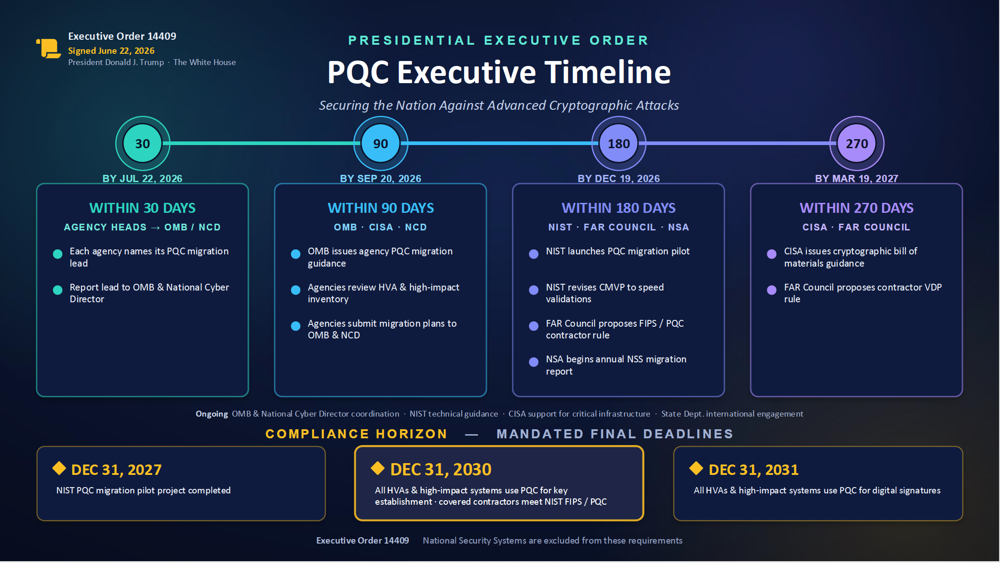 Executive Order 14409
Signed June 22, 2026
President Donald J. Trump · The White House
PRESIDENTIAL EXECUTIVE ORDER
PQC Executive Timeline
Securing the Nation Against Advanced Cryptographic Attacks
30
90
180
270
BY JUL 22, 2026
BY SEP 20, 2026
BY DEC 19, 2026
BY MAR 19, 2027
WITHIN 30 DAYS
AGENCY HEADS → OMB / NCD
Each agency names its PQC migration
lead
Report lead to OMB & National Cyber
Director
WITHIN 90 DAYS
OMB · CISA · NCD
OMB issues agency PQC migration
guidance
Agencies review HVA & high-impact
inventory
Agencies submit migration plans to
OMB & NCD
WITHIN 180 DAYS
NIST · FAR COUNCIL · NSA
NIST launches PQC migration pilot
NIST revises CMVP to speed
validations
FAR Council proposes FIPS / PQC
contractor rule
NSA begins annual NSS migration
report
WITHIN 270 DAYS
CISA · FAR COUNCIL
CISA issues cryptographic bill of
materials guidance
FAR Council proposes contractor VDP
rule
Ongoing OMB & National Cyber Director coordination · NIST technical guidance · CISA support for critical infrastructure · State Dept. international engagement
COMPLIANCE HORIZON — MANDATED FINAL DEADLINES
DEC 31, 2027
NIST PQC migration pilot project completed
DEC 31, 2030
All HVAs & high-impact systems use PQC for key
establishment · covered contractors meet NIST FIPS / PQC
DEC 31, 2031
All HVAs & high-impact systems use PQC for digital signatures
Executive Order 14409 National Security Systems are excluded from these requirements